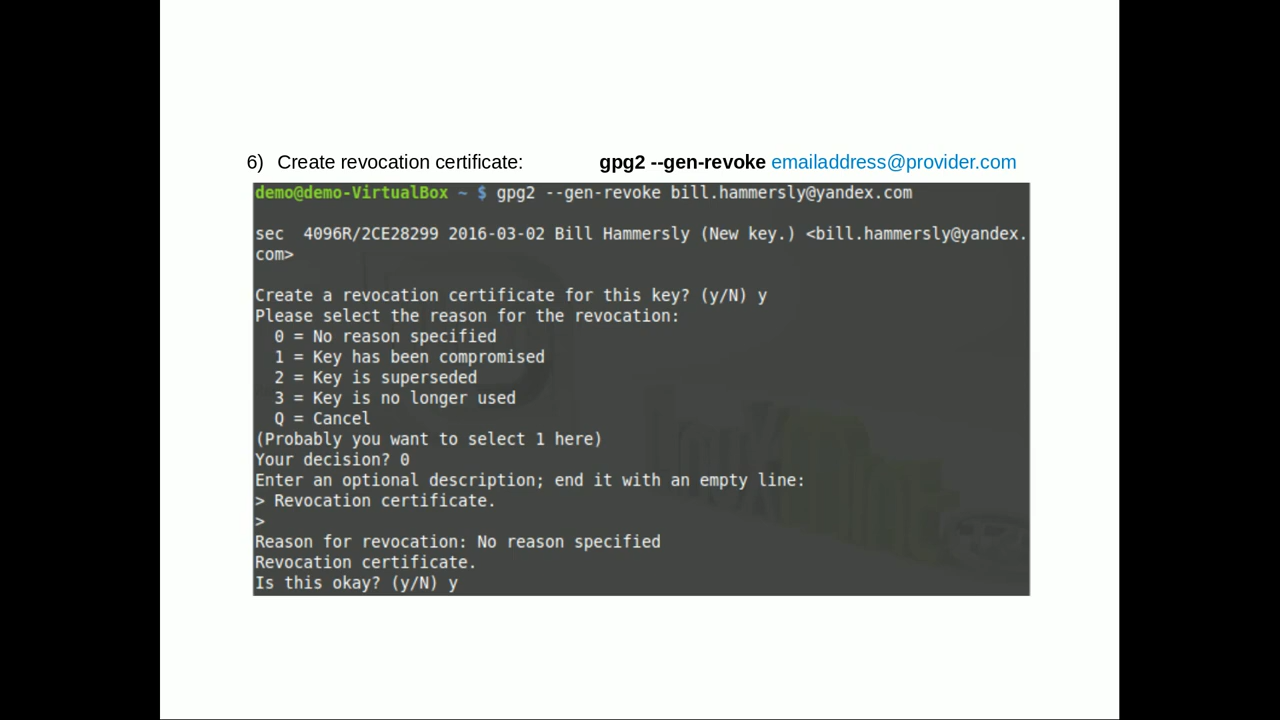 6) Create revocation certificate: gpg2 --gen-revoke emailaddress@provider.com
demo@demo-VirtualBox ~ $ gpg2 --gen-revoke bill.hammersly@yandex.com
sec  4096R/2CE28299 2016-03-02 Bill Hammersly (New key.) <bill.hammersly@yandex.
com>
Create a revocation certificate for this key? (y/N) y
Please select the reason for the revocation:
  0 = No reason specified
  1 = Key has been compromised
  2 = Key is superseded
  3 = Key is no longer used
  Q = Cancel
(Probably you want to select 1 here)
Your decision? 0
Enter an optional description; end it with an empty line:
> Revocation certificate.
>
Reason for revocation: No reason specified
Revocation certificate.
Is this okay? (y/N) y